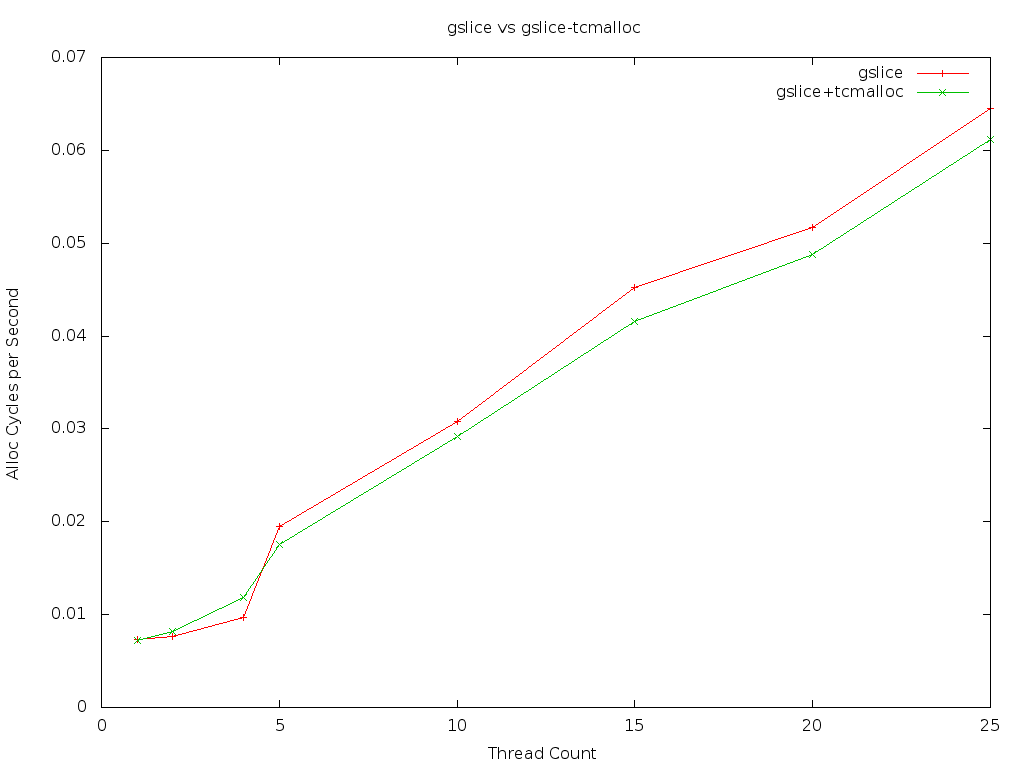 gslice vs gslice-tcmalloc
0.07
0.06
0.05
0.04
0.03
0.02
0.01
0
gslice
gslice+tcmalloc
Alloc Cycles per Second
0 5 10 15 20 25
Thread Count